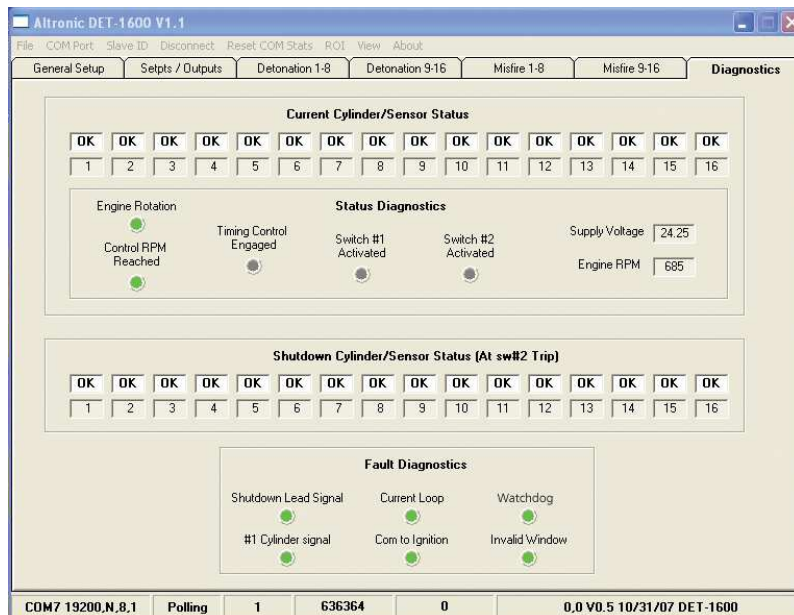 Altronic DET-1600 V1.1
File COM Port Slave ID Disconnect Reset COM Stats ROI View About
General Setup Setpts / Outputs Detonation 1-8 Detonation 9-16 Misfire 1-8 Misfire 9-16 Diagnostics
Current Cylinder/Sensor Status
OK OK OK OK OK OK OK OK OK OK OK OK OK OK OK OK
1 2 3 4 5 6 7 8 9 10 11 12 13 14 15 16
Status Diagnostics
Engine Rotation
Control RPM
Reached
Timing Control
Engaged
Switch #1
Activated
Switch #2
Activated
Supply Voltage 24.25
Engine RPM 685
Shutdown Cylinder/Sensor Status (At sw#2 Trip)
OK OK OK OK OK OK OK OK OK OK OK OK OK OK OK OK
1 2 3 4 5 6 7 8 9 10 11 12 13 14 15 16
Fault Diagnostics
Shutdown Lead Signal Current Loop Watchdog
#1 Cylinder signal Com to Ignition Invalid Window
COM7 19200,N,8,1 Polling 1 636364 0 0,0 V0.5 10/31/07 DET-1600